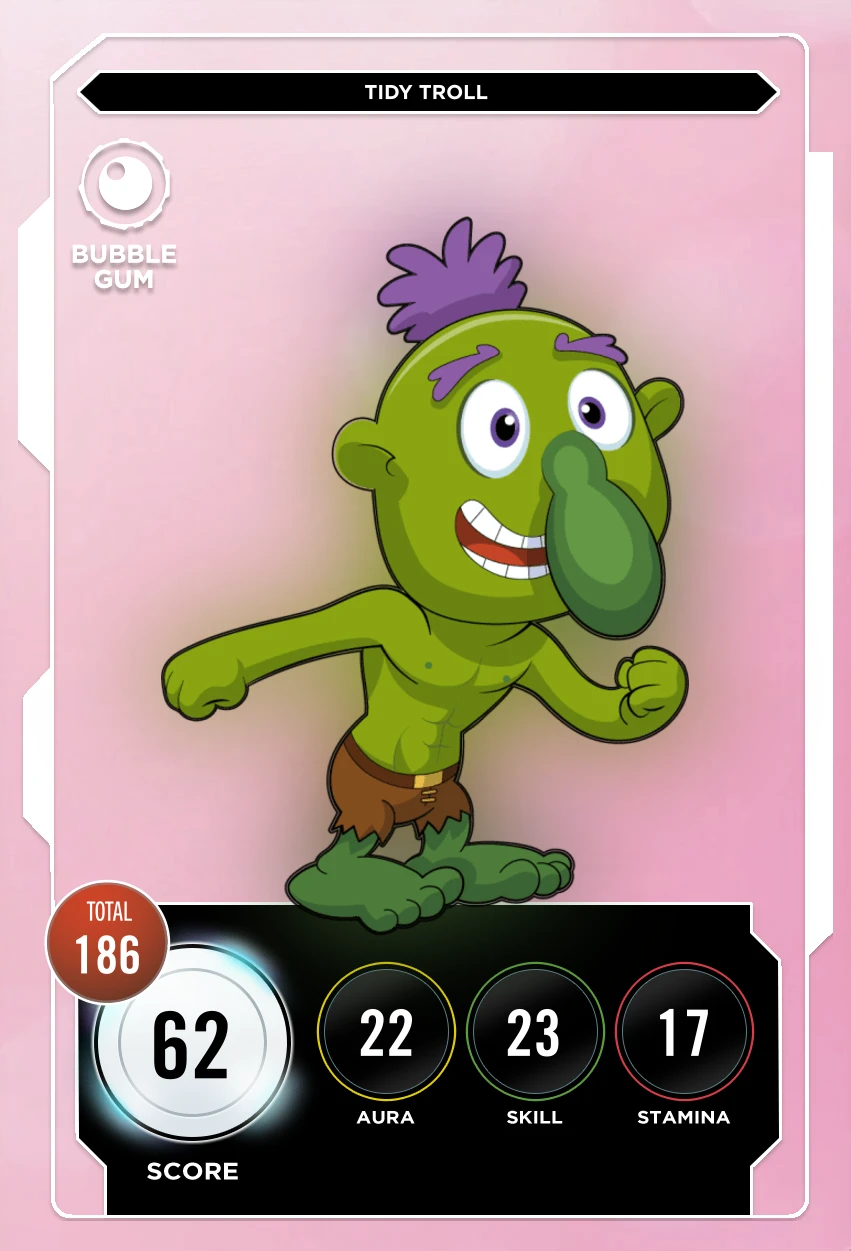 TIDY TROLL
BUBBLE
GUM
TOTAL
186
62
22
23
17
AURA
SKILL
STAMINA
SCORE